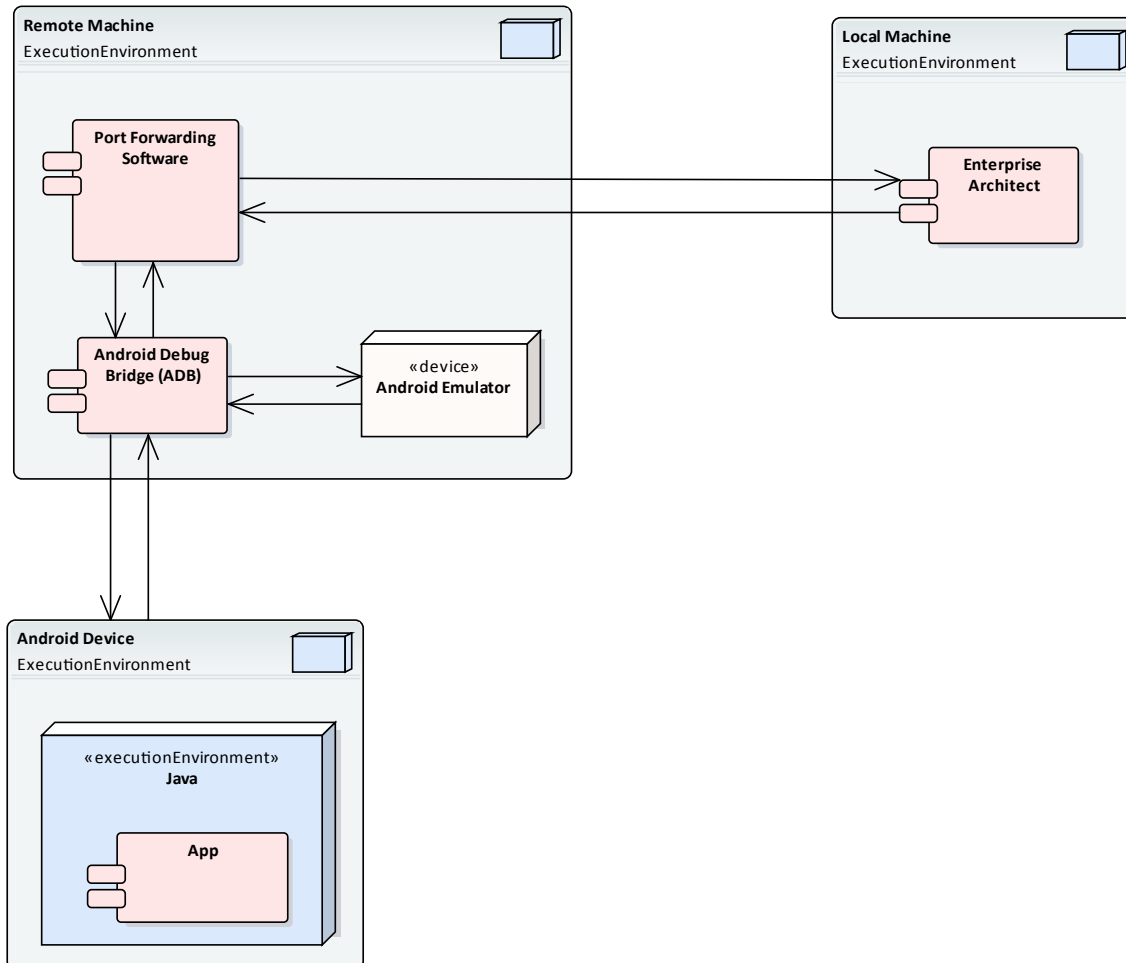 Remote Machine
ExecutionEnvironment
Port Forwarding
Software
Android Debug
Bridge (ADB)
«device»
Android Emulator
Local Machine
ExecutionEnvironment
Enterprise
Architect
Android Device
ExecutionEnvironment
«executionEnvironment»
Java
App